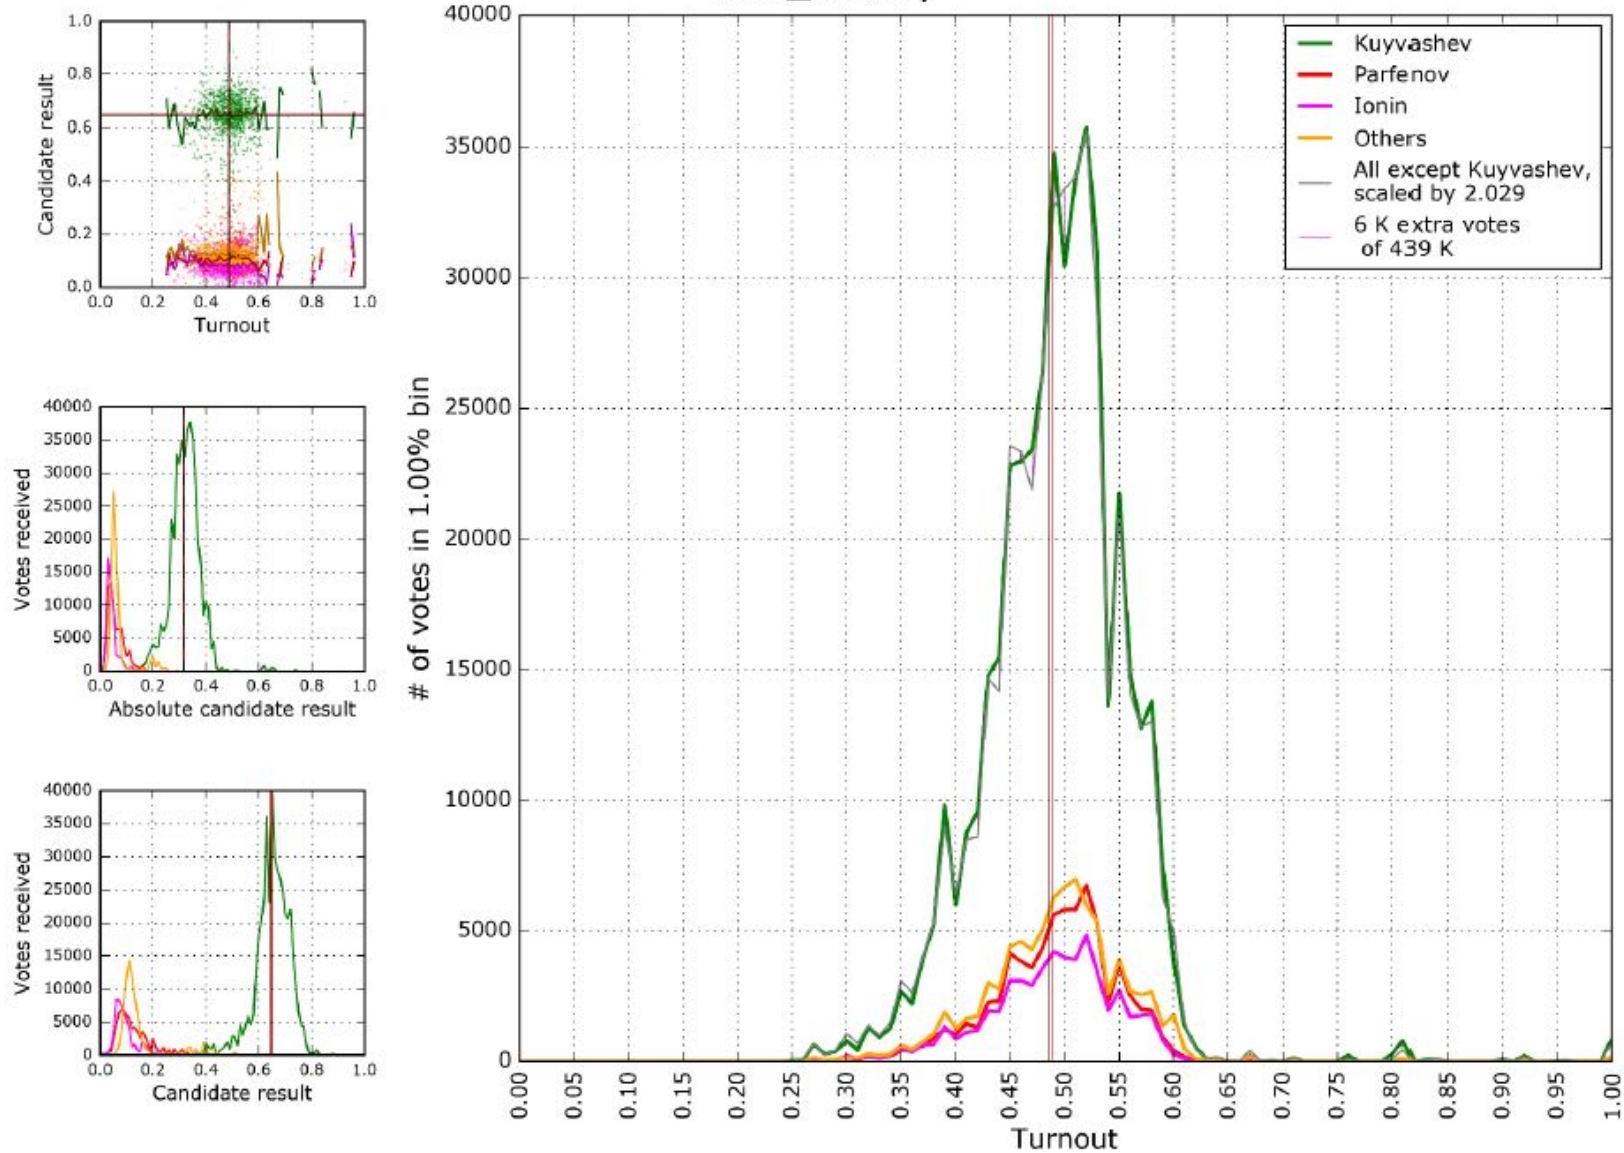 1.0
0.8
0.6
0.4
0.2
0.0
Candidate result
0.0 0.2 0.4 0.6 0.8 1.0
Turnout
40000
35000
30000
25000
20000
15000
10000
5000
0
Votes received
0.0 0.2 0.4 0.6 0.8 1.0
Absolute candidate result
40000
35000
30000
25000
20000
15000
10000
5000
0
Votes received
0.0 0.2 0.4 0.6 0.8 1.0
Candidate result
40000
35000
30000
25000
20000
15000
10000
5000
0
# of votes in 1.00% bin
0.00 0.05 0.10 0.15 0.20 0.25 0.30 0.35 0.40 0.45 0.50 0.55 0.60 0.65 0.70 0.75 0.80 0.85 0.90 0.95 1.00
Turnout
Kuyvashev
Parfenov
Ionin
Others
All except Kuyvashev,
scaled by 2.029
6 K extra votes
of 439 K